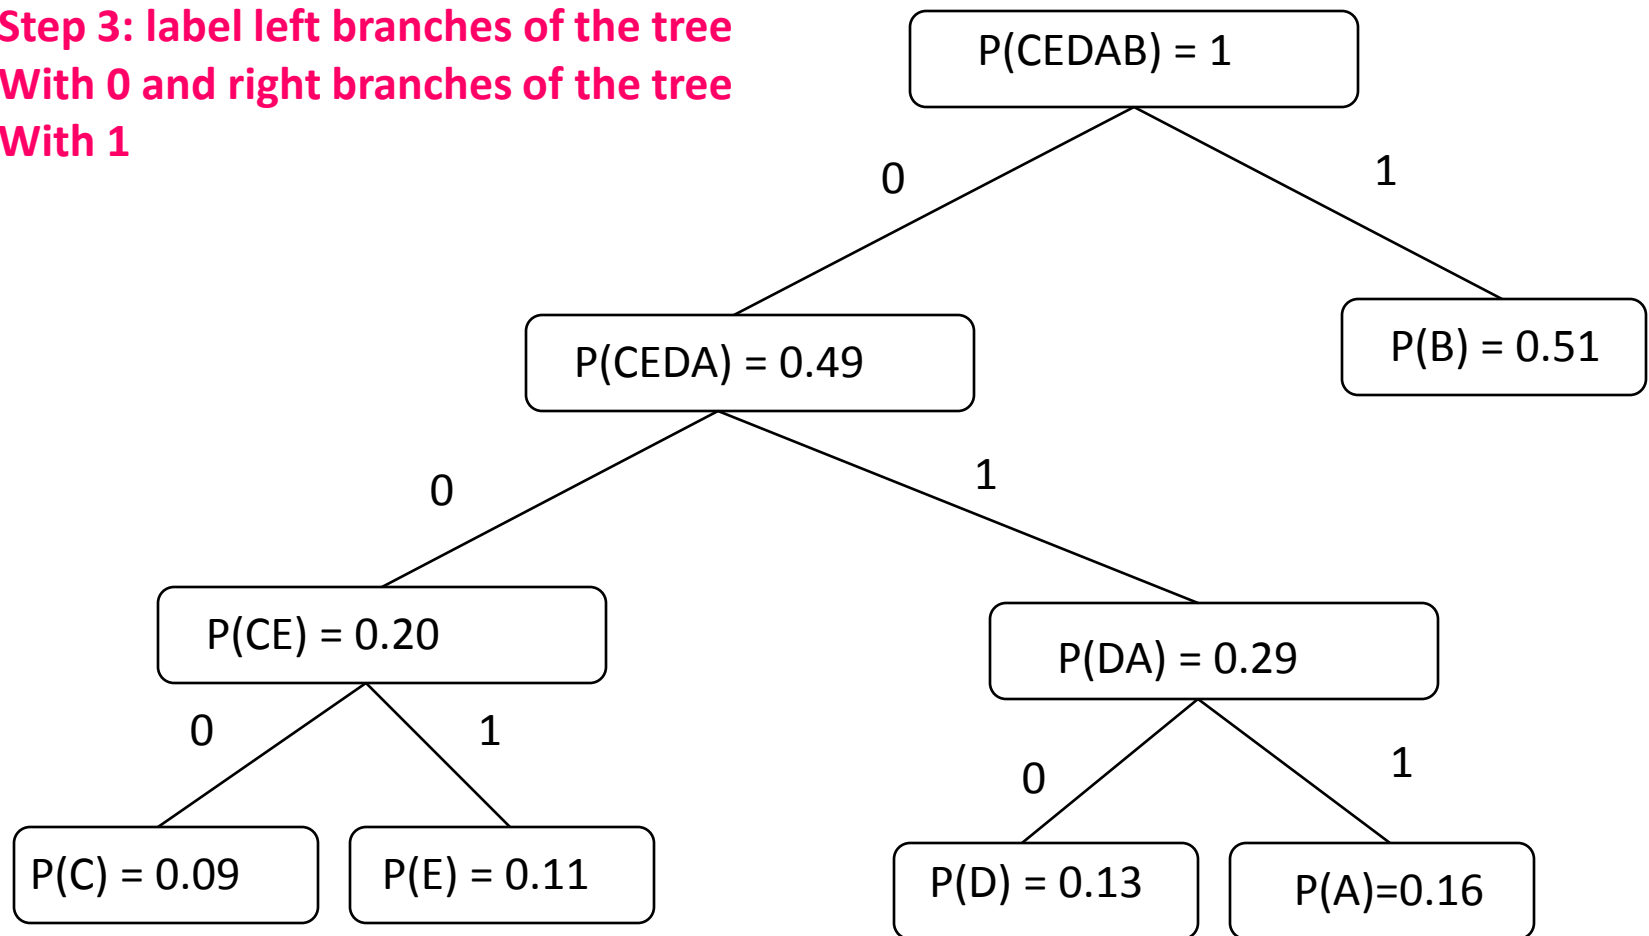 Step 3: label left branches of the tree
With 0 and right branches of the tree
With 1
P(CEDAB) = 1
0
1
P(CEDA) = 0.49
P(B) = 0.51
0
1
P(CE) = 0.20
P(DA) = 0.29
0
1
0
1
P(C) = 0.09
P(E) = 0.11
P(D) = 0.13
P(A)=0.16